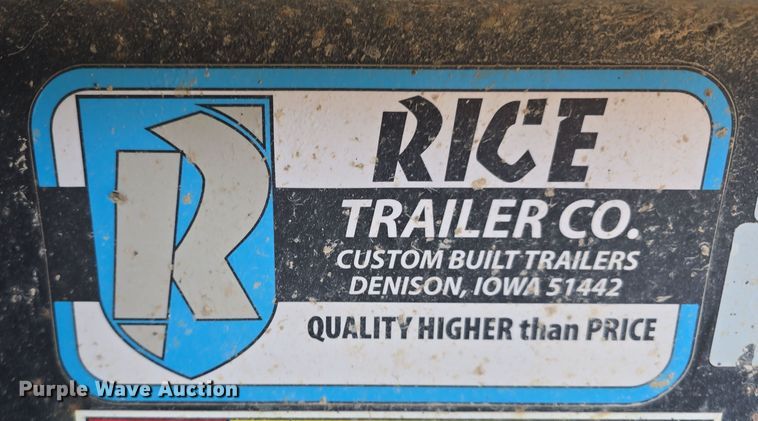 R
RICE
TRAILER CO.
CUSTOM BUILT TRAILERS
DENISON, IOWA 51442
QUALITY HIGHER than PRICE
Purple Wave Auction